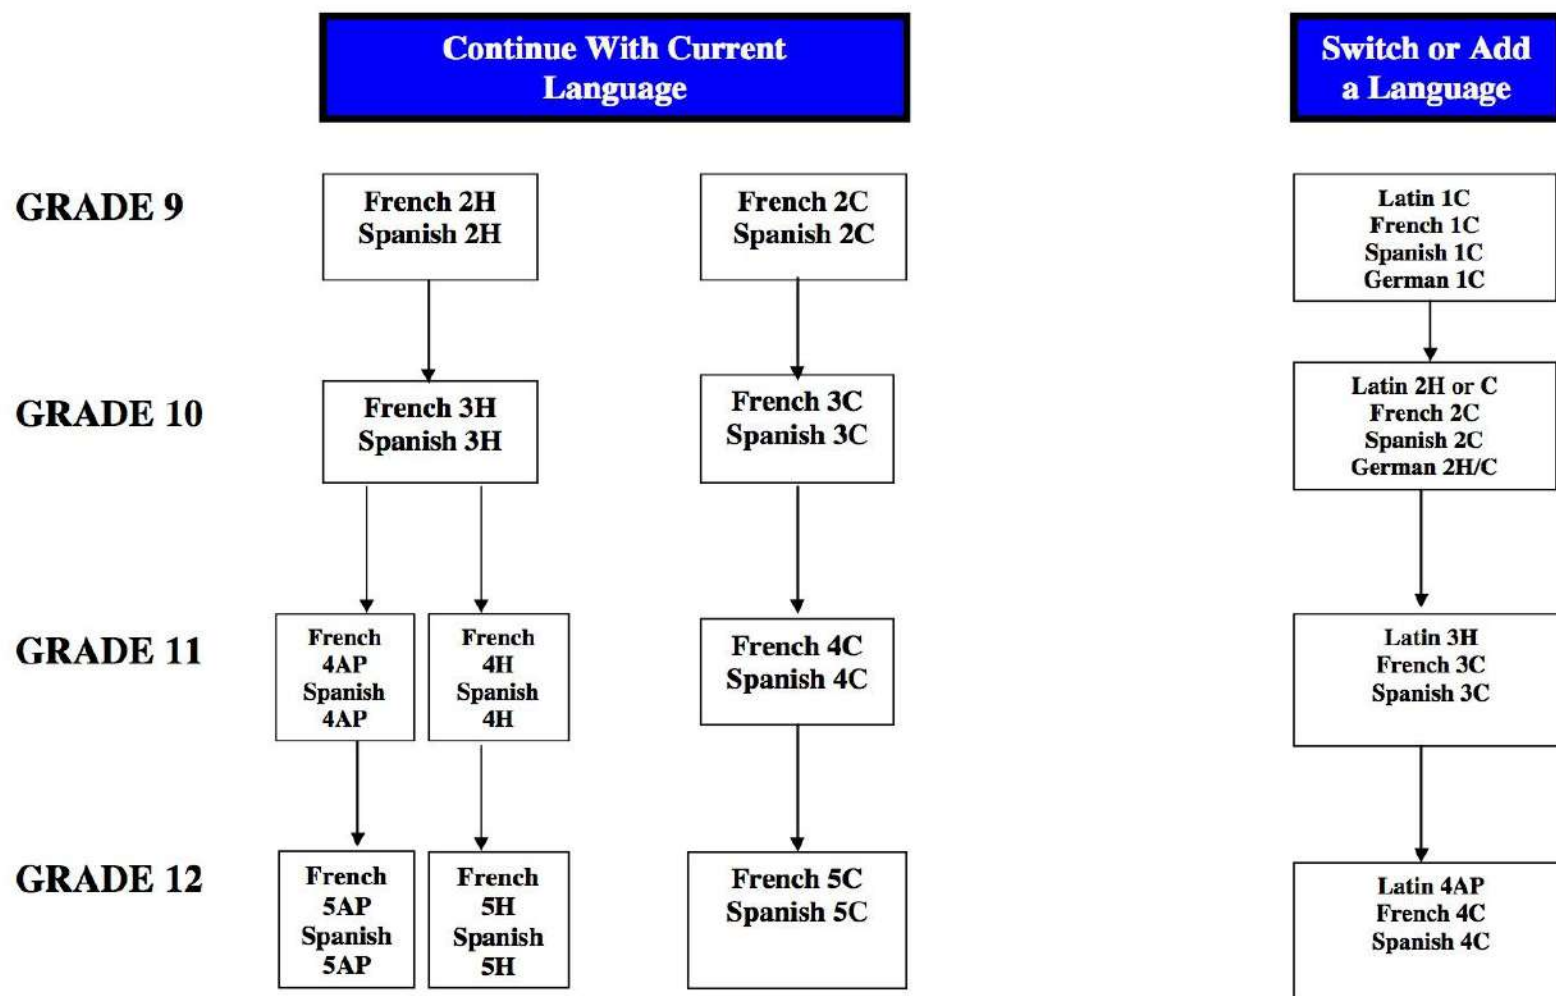 Continue With Current
Language
Switch or Add
a Language
GRADE 9
French 2H
Spanish 2H
French 2C
Spanish 2C
Latin 1C
French 1C
Spanish 1C
German 1C
GRADE 10
French 3H
Spanish 3H
French 3C
Spanish 3C
Latin 2H or C
French 2C
Spanish 2C
German 2H/C
GRADE 11
French
4AP
Spanish
4AP
French
4H
Spanish
4H
French 4C
Spanish 4C
Latin 3H
French 3C
Spanish 3C
GRADE 12
French
5AP
Spanish
5AP
French
5H
Spanish
5H
French 5C
Spanish 5C
Latin 4AP
French 4C
Spanish 4C